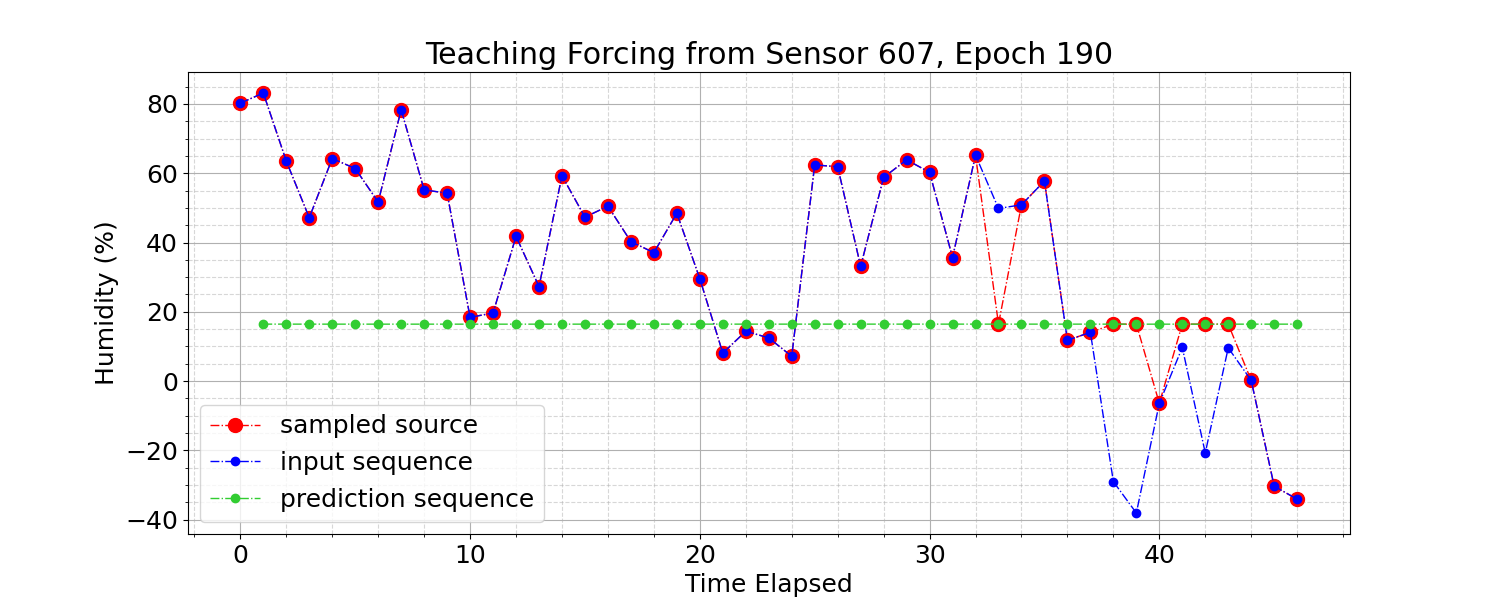 Teaching Forcing from Sensor 607, Epoch 190
Humidity (%)
80
60
40
20
0
−20
−40
sampled source
input sequence
prediction sequence
0 10 20 30 40
Time Elapsed